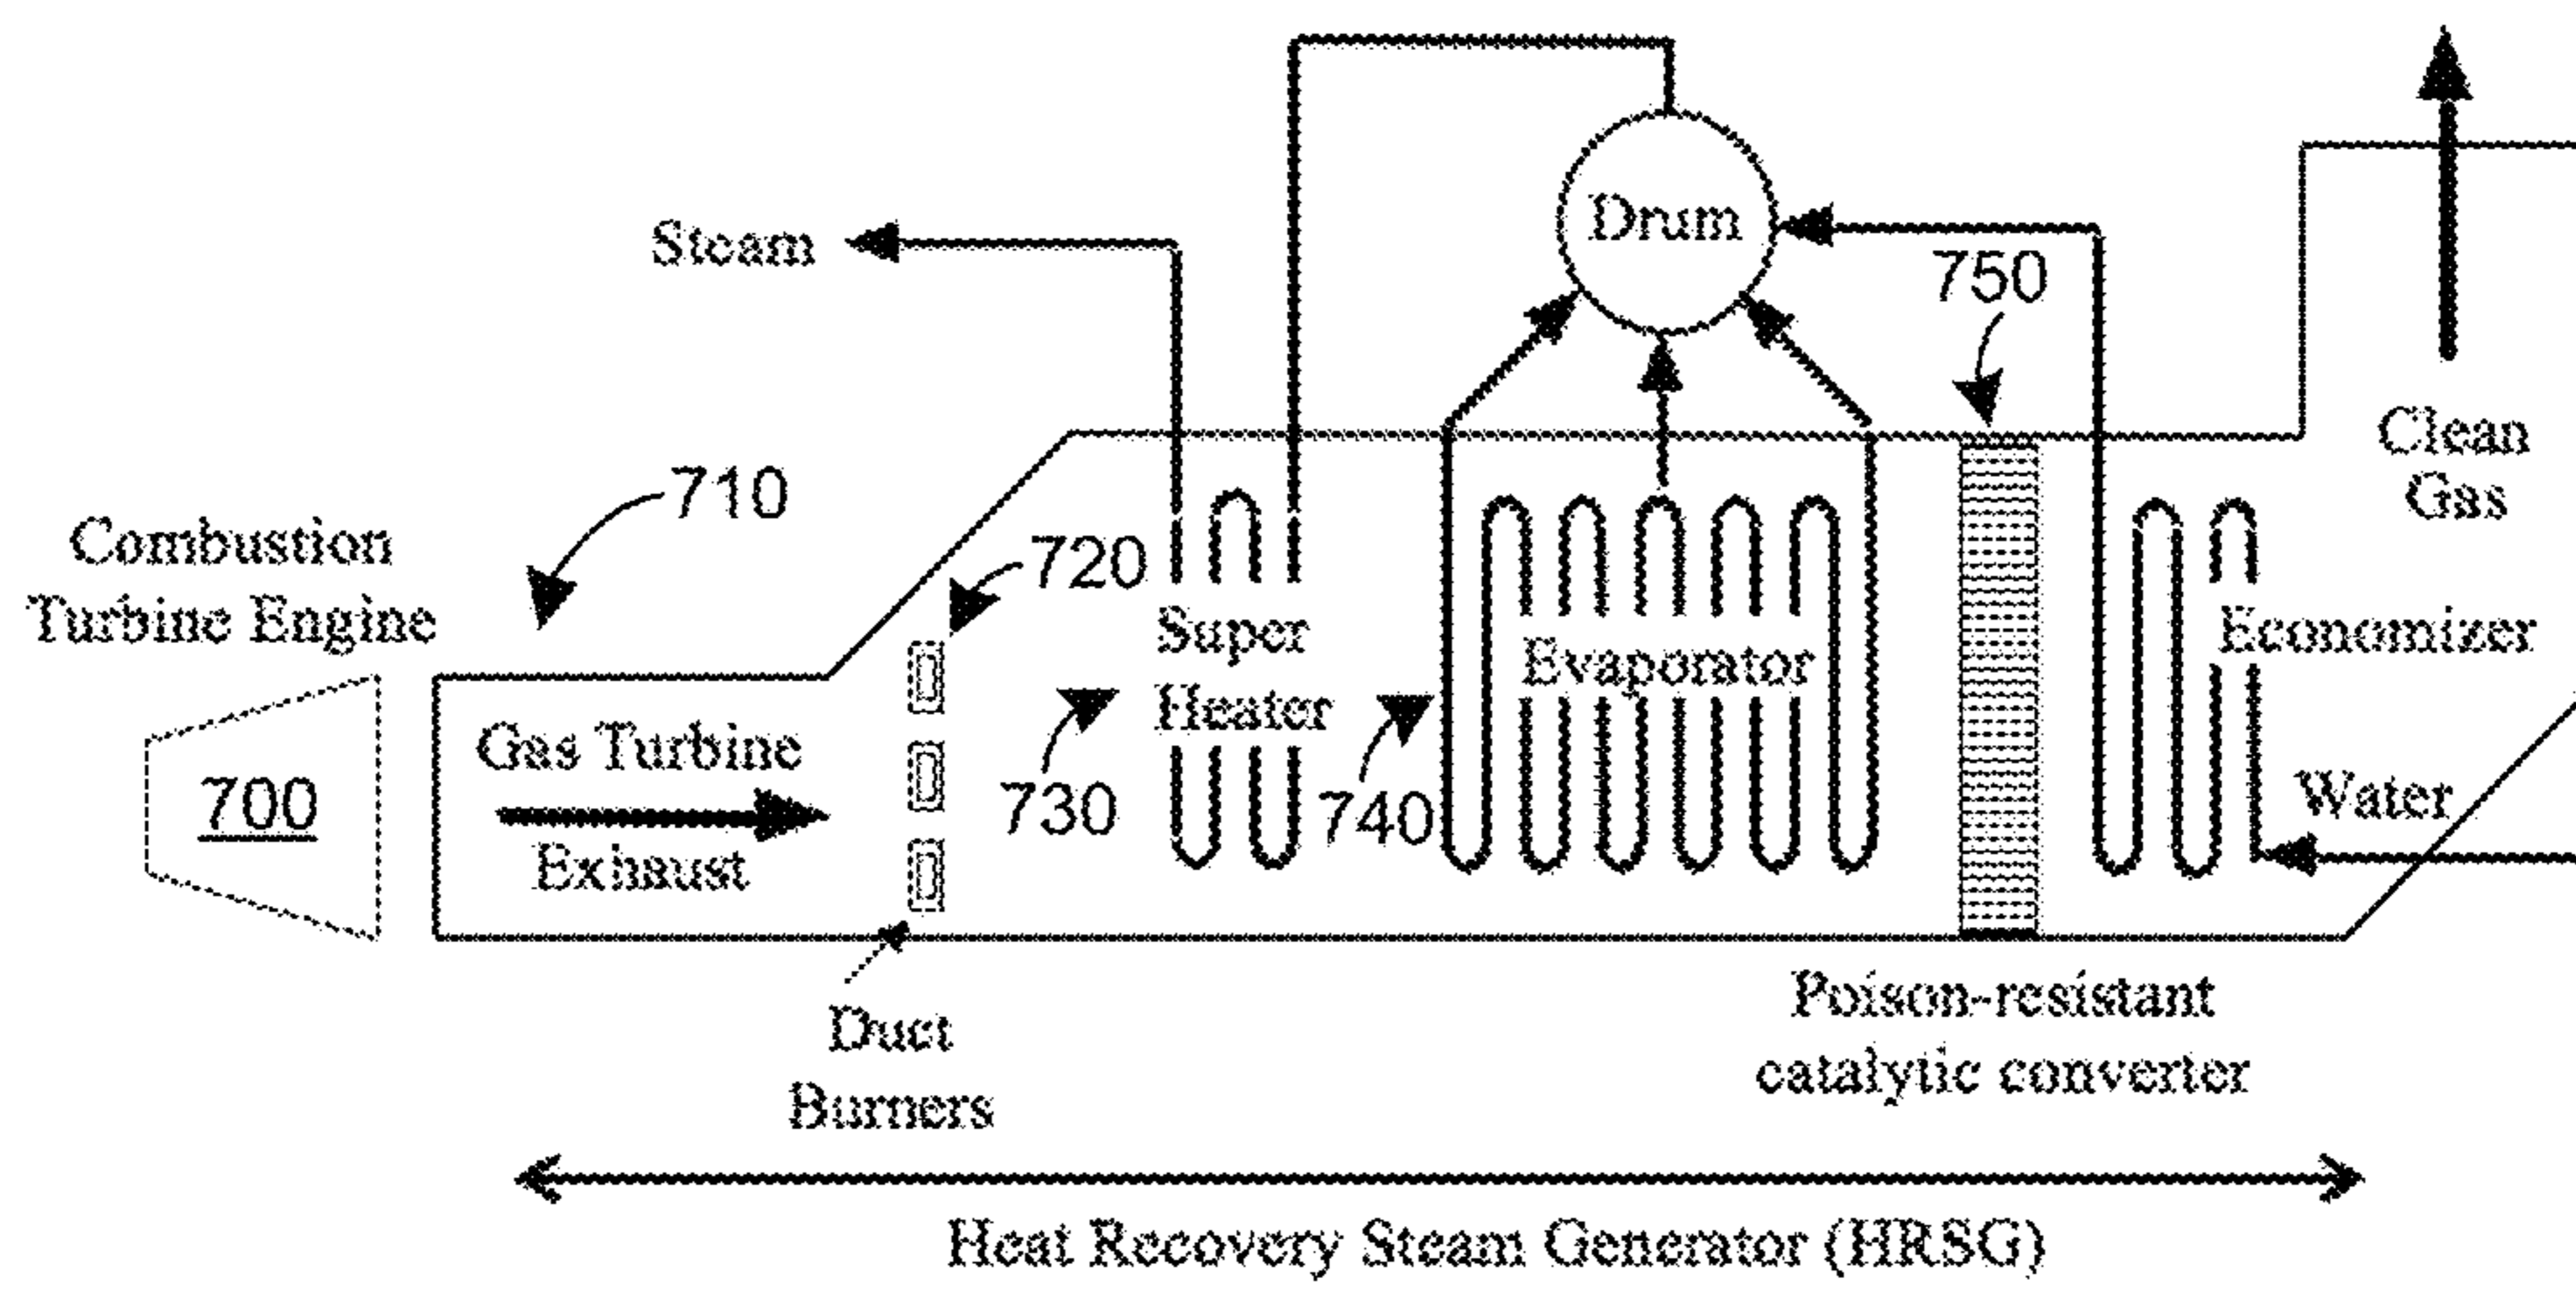 Drum
Steam
750
Clean
Gas
710
Combustion
Turbine Engine
720
Super
Heater
Evaporator
Economizer
Gas Turbine
Exhaust
700
730
740
Water
Duct
Burners
Poison-resistant
catalytic converter
Heat Recovery Steam Generator (HRSG)